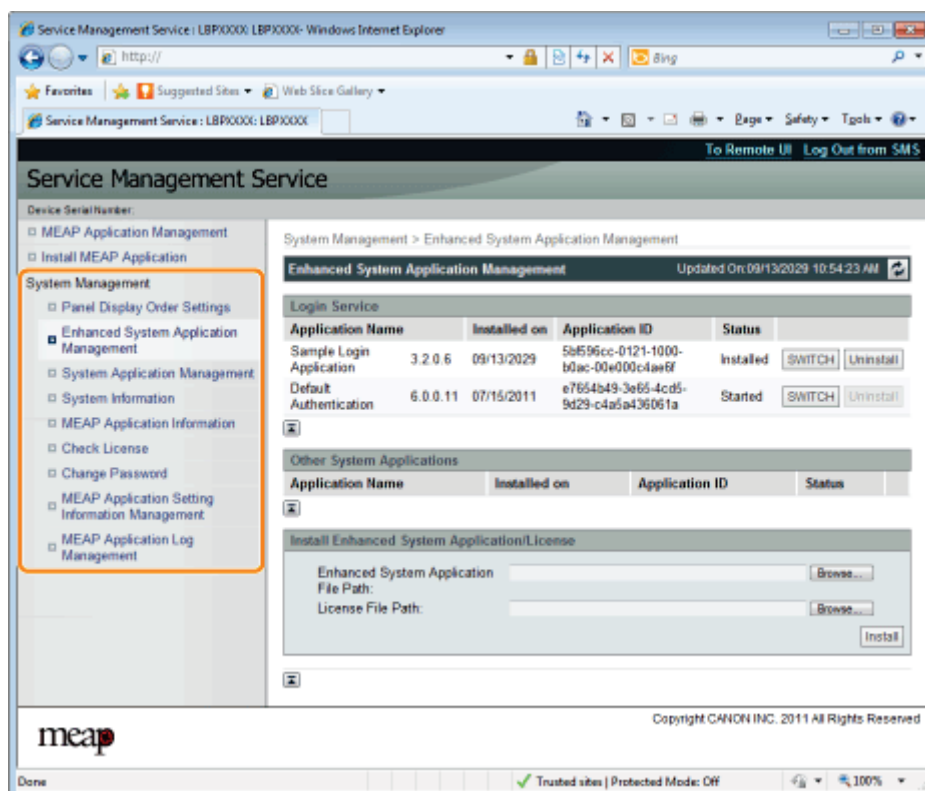 Service Management Service : LBPXXXX: LBPXXXX- Windows Internet Explorer
http://
Bing
Favorites Suggested Sites Web Slice Gallery
Service Management Service : LBPXXXX: LBPXXXX
Page Safety Tools
To Remote UI Log Out from SMS
Service Management Service
Device Serial Number:
MEAP Application Management
Install MEAP Application
System Management
Panel Display Order Settings
Enhanced System Application
Management
System Application Management
System Information
MEAP Application Information
Check License
Change Password
MEAP Application Setting
Information Management
MEAP Application Log
Management
System Management > Enhanced System Application Management
Enhanced System Application Management Updated On:09/13/2029 10:54:23 AM
Login Service
Application Name Installed on Application ID Status
Sample Login
Application 3.2.0.6 09/13/2029 5bf596cc-0121-1000-
b0ac-00e000c4ae6f Installed SWITCH Uninstall
Default
Authentication 6.0.0.11 07/15/2011 e7654b49-3e65-4cd5-
9d29-c4a5a436061a Started SWITCH Uninstall
Other System Applications
Application Name Installed on Application ID Status
Install Enhanced System Application/License
Enhanced System Application
File Path: Browse...
License File Path: Browse...
Install
Copyright CANON INC. 2011 All Rights Reserved
meap
Done Trusted sites | Protected Mode: Off 100%